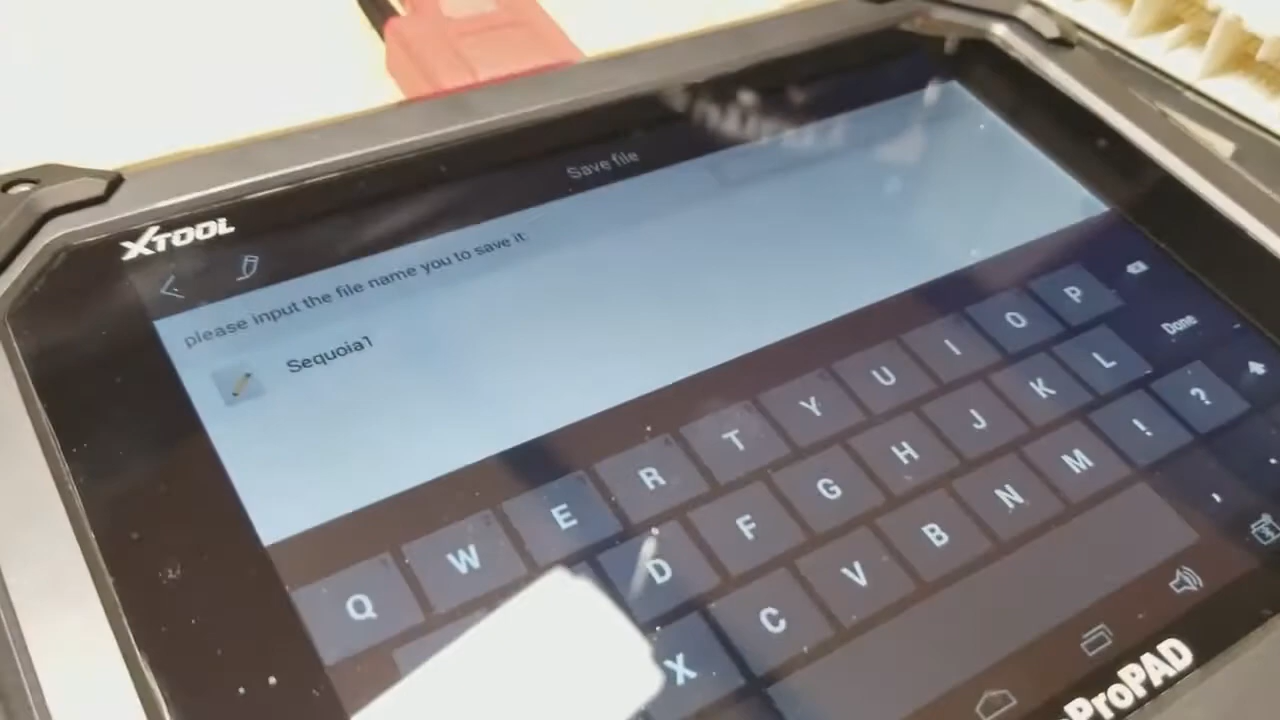 Save file
XTOOL
please input the file name you to save it:
Sequoia1
Q W E R T Y U I O P
D F G H J K L Done
X C V B N M ! ?
,
ProPAD